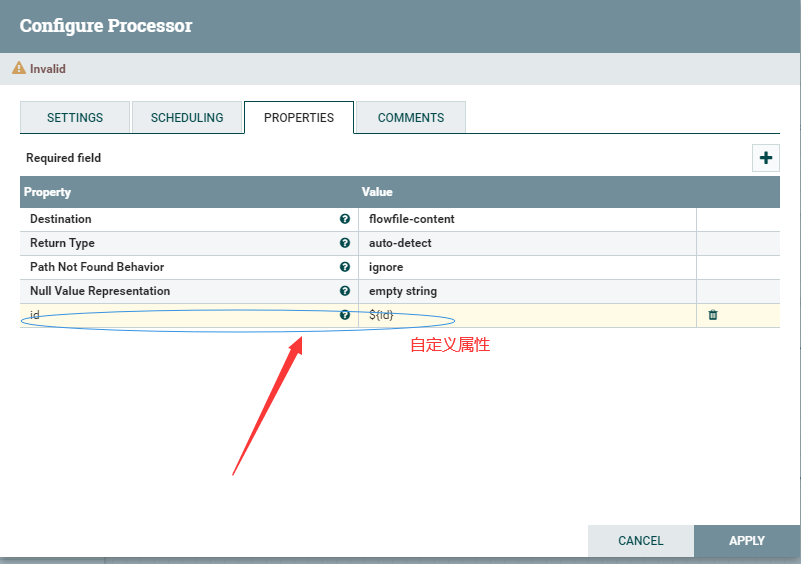 Configure Processor
Invalid
SETTINGS SCHEDULING PROPERTIES COMMENTS
Required field
Property Value
Destination flowfile-content
Return Type auto-detect
Path Not Found Behavior ignore
Null Value Representation empty string
id ${id}
自定义属性
CANCEL APPLY